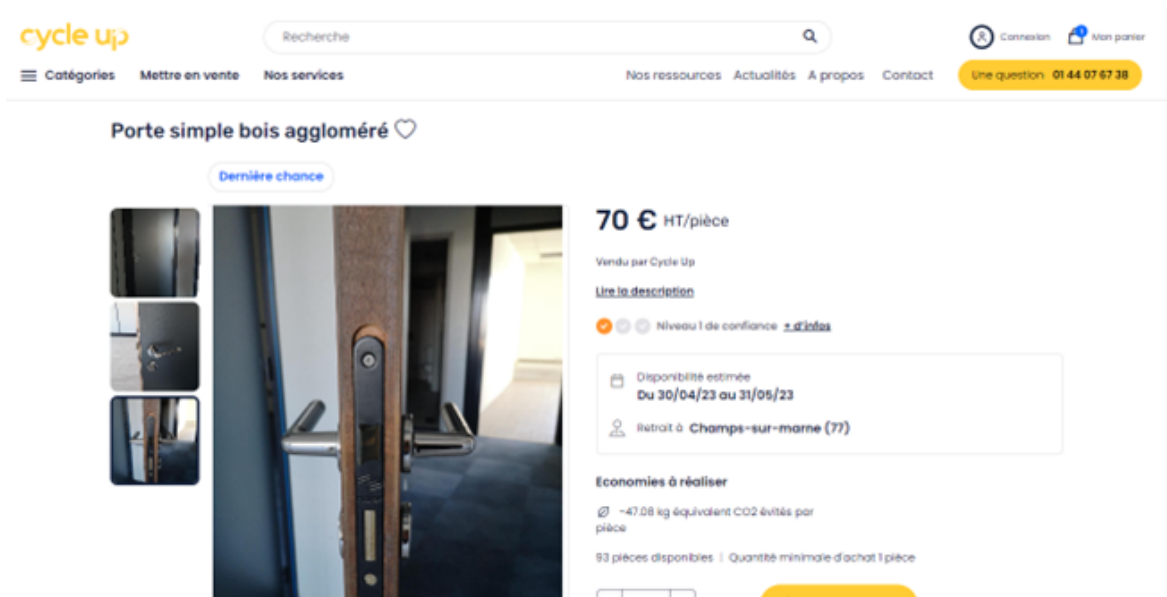 cycle up
Recherche
Connexion
1
Mon panier
Catégories
Mettre en vente
Nos services
Nos ressources
Actualités
A propos
Contact
Une question 01 44 07 67 38
Porte simple bois aggloméré
Dernière chance
70 € HT/pièce
Vendu par Cycle Up
Lire la description
Niveau 1 de confiance + d'infos
Disponibilité estimée
Du 30/04/23 au 31/05/23
Retrait à Champs-sur-marne (77)
Economies à réaliser
-47.08 kg équivalent CO2 évités par
pièce
93 pièces disponibles | Quantité minimale d'achat 1 pièce